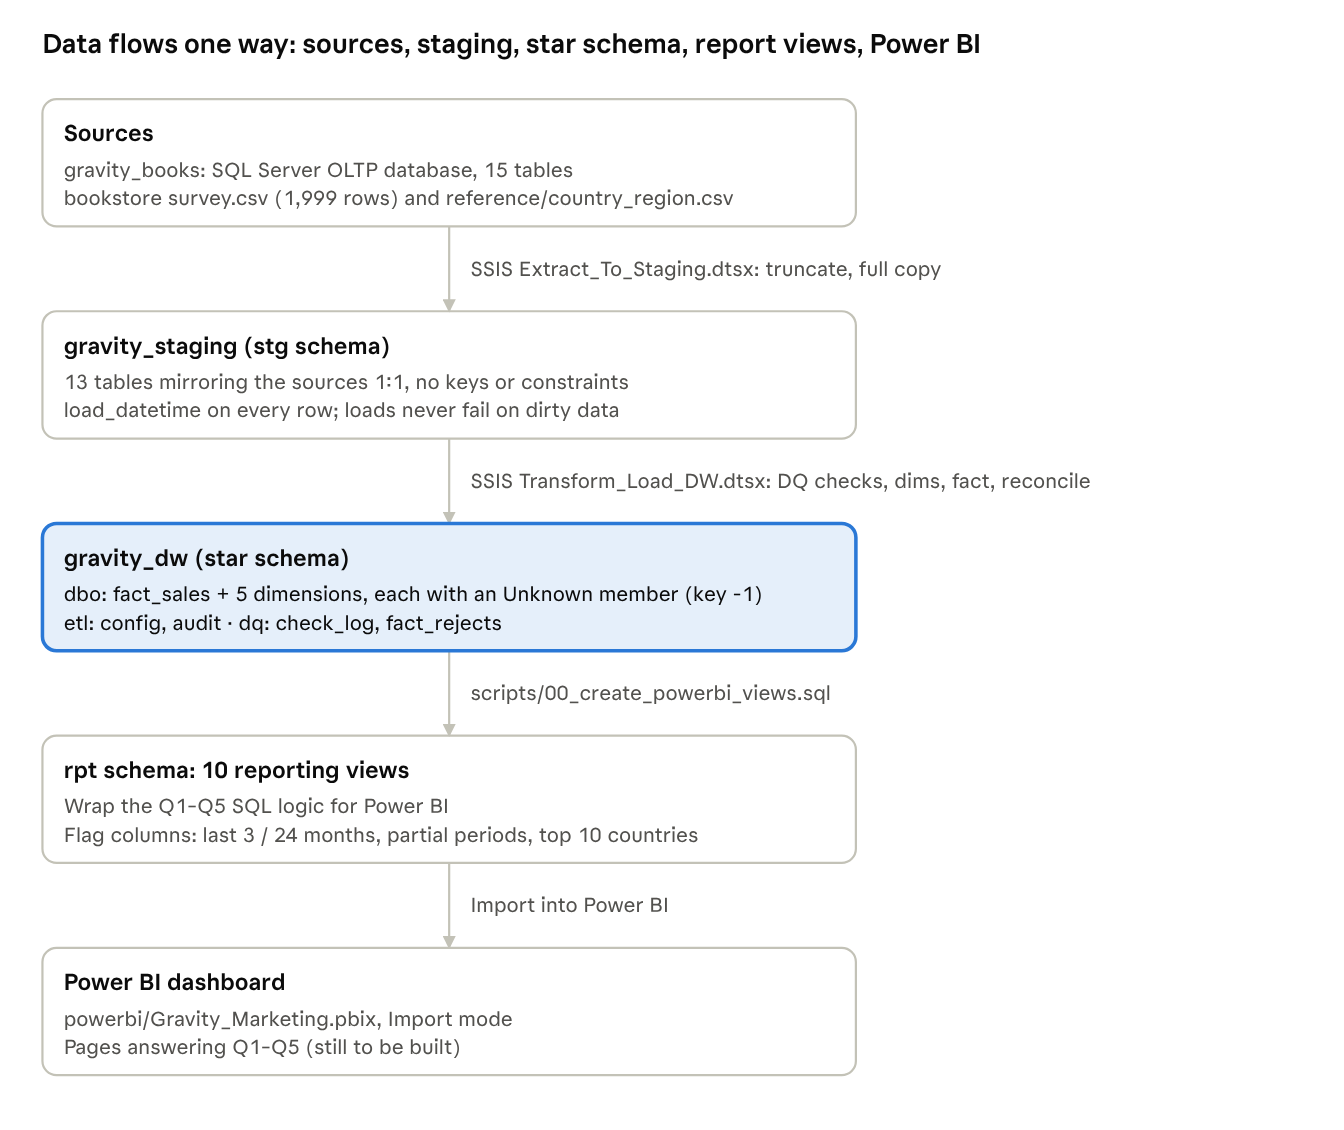 Data flows one way: sources, staging, star schema, report views, Power BI
Sources
gravity_books: SQL Server OLTP database, 15 tables
bookstore survey.csv (1,999 rows) and reference/country_region.csv
SSIS Extract_To_Staging.dtsx: truncate, full copy
gravity_staging (stg schema)
13 tables mirroring the sources 1:1, no keys or constraints
load_datetime on every row; loads never fail on dirty data
SSIS Transform_Load_DW.dtsx: DQ checks, dims, fact, reconcile
gravity_dw (star schema)
dbo: fact_sales + 5 dimensions, each with an Unknown member (key -1)
etl: config, audit · dq: check_log, fact_rejects
scripts/00_create_powerbi_views.sql
rpt schema: 10 reporting views
Wrap the Q1–Q5 SQL logic for Power BI
Flag columns: last 3 / 24 months, partial periods, top 10 countries
Import into Power BI
Power BI dashboard
powerbi/Gravity_Marketing.pbix, Import mode
Pages answering Q1–Q5 (still to be built)